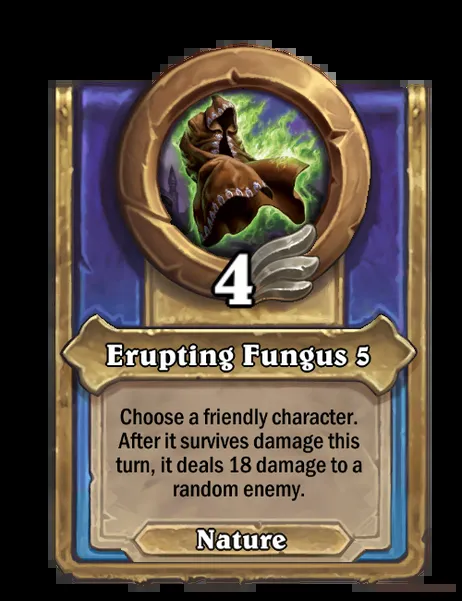 4
Erupting Fungus 5
Choose a friendly character.
After it survives damage this
turn, it deals 18 damage to a
random enemy.
Nature